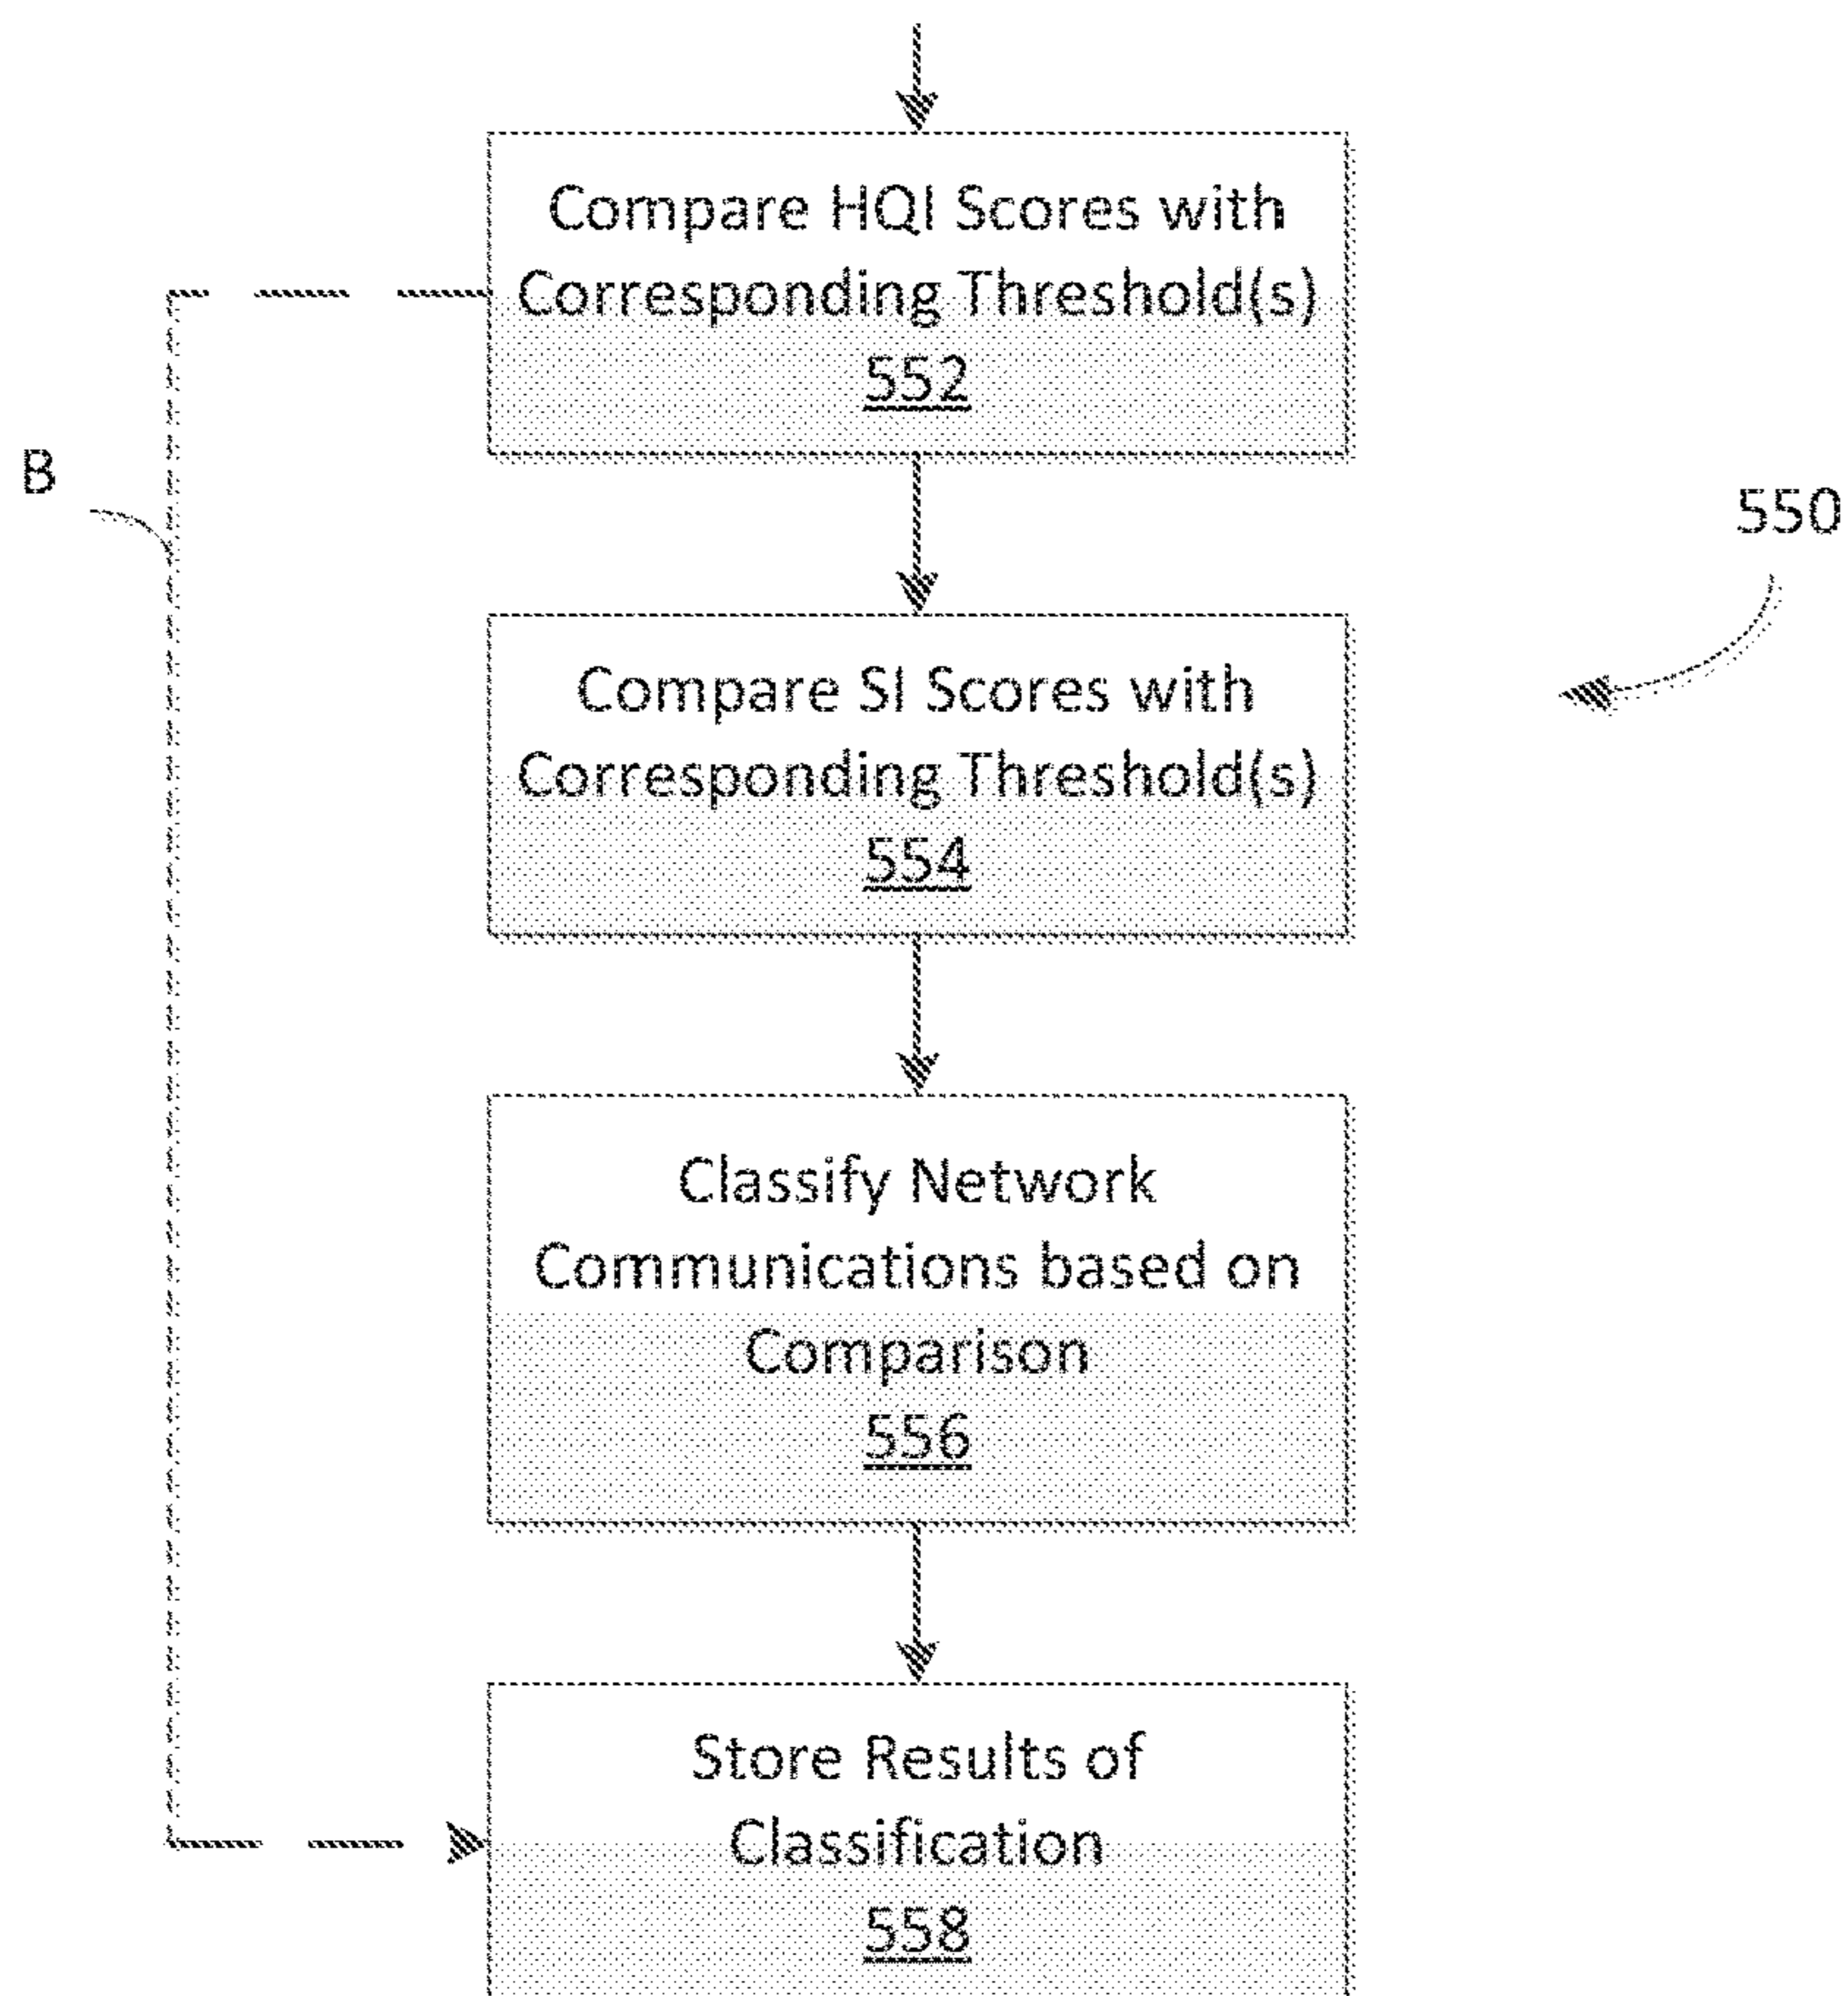 Compare HQI Scores with
Corresponding Threshold(s)
552
B
550
Compare SI Scores with
Corresponding Threshold(s)
554
Classify Network
Communications based on
Comparison
556
Store Results of
Classification
558